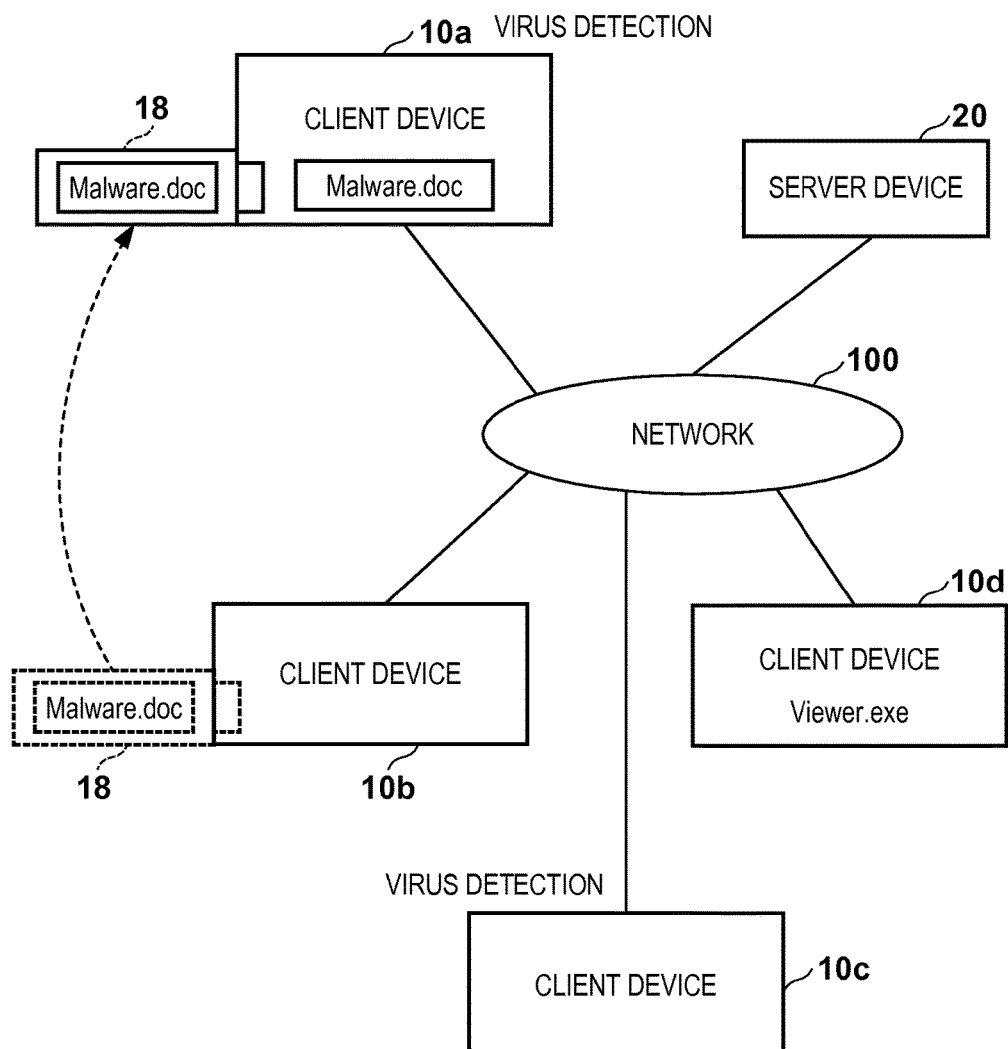 10a VIRUS DETECTION
18
CLIENT DEVICE
Malware.doc
Malware.doc
20
SERVER DEVICE
100
NETWORK
10d
CLIENT DEVICE
Viewer.exe
CLIENT DEVICE
Malware.doc
18
10b
VIRUS DETECTION
CLIENT DEVICE
10c